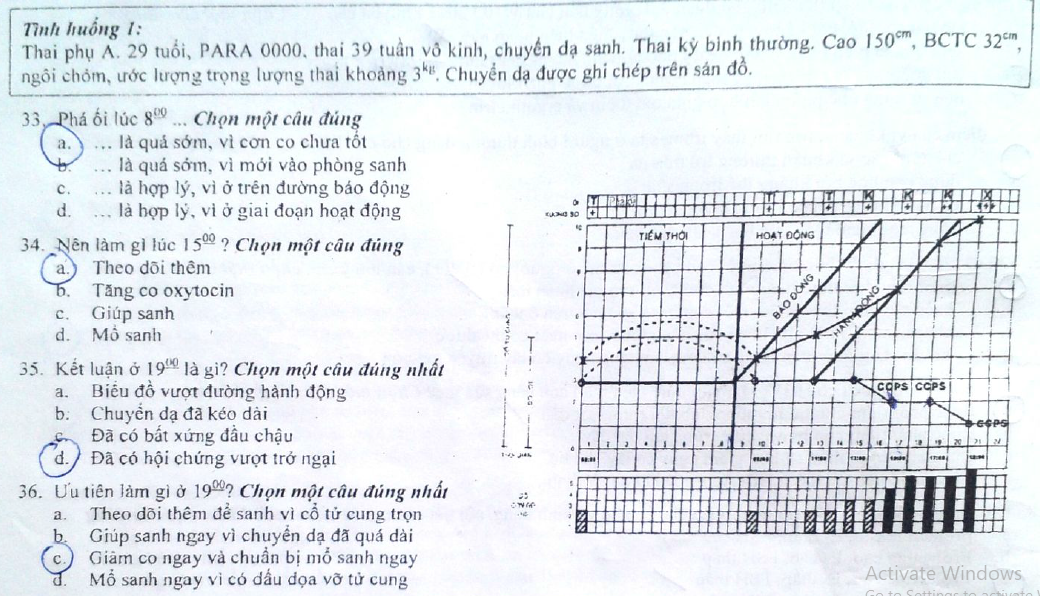 Tình huống 1:
Thai phụ A. 29 tuổi, PARA 0000, thai 39 tuần vô kinh, chuyển dạ sanh. Thai kỳ bình thường. Cao 150cm, BCTC 32cm,
ngôi chỏm, ước lượng trọng lượng thai khoảng 3kg. Chuyển dạ được ghi chép trên sản đồ.
33. Phá ối lúc 800 ... Chọn một câu đúng
a. ... là quá sớm, vì cơn co chưa tốt
b. ... là quá sớm, vì mới vào phòng sanh
c. ... là hợp lý, vì ở trên đường báo động
d. ... là hợp lý, vì ở giai đoạn hoạt động
34. Nên làm gì lúc 1500 ? Chọn một câu đúng
a. Theo dõi thêm
b. Tăng co oxytocin
c. Giúp sanh
d. Mổ sanh
35. Kết luận ở 1900 là gì? Chọn một câu đúng nhất
a. Biểu đồ vượt đường hành động
b. Chuyển dạ đã kéo dài
c. Đã có bất xứng đầu chậu
d. Đã có hội chứng vượt trở ngại
36. Ưu tiên làm gì ở 1900? Chọn một câu đúng nhất
a. Theo dõi thêm để sanh vì cổ tử cung trọn
b. Giúp sanh ngay vì chuyển dạ đã quá dài
c. Giảm co ngay và chuẩn bị mổ sanh ngay
d. Mổ sanh ngay vì có dấu dọa vỡ tử cung
TIỀM THỜI
HOẠT ĐỘNG
BÁO ĐỘNG
HÀNH ĐỘNG
CCPS CCPS
CCPS
Activate Windows